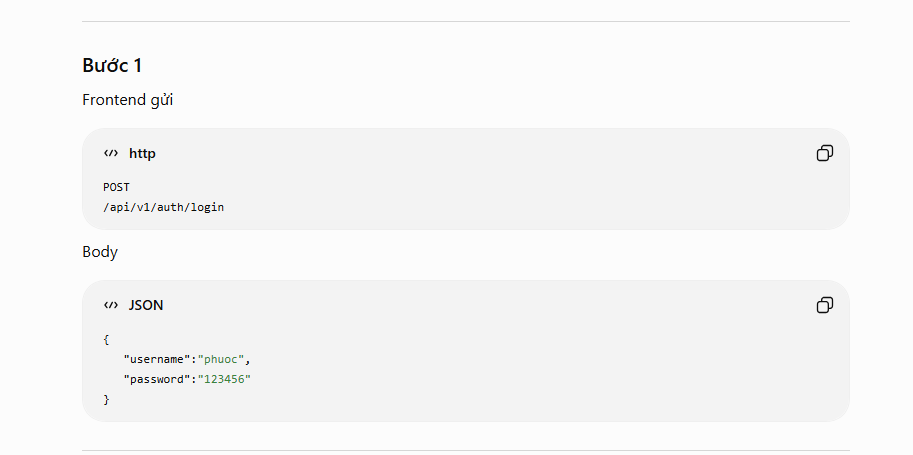 Bước 1
Frontend gửi
http
POST
/api/v1/auth/login
Body
JSON
{
"username":"phuoc",
"password":"123456"
}